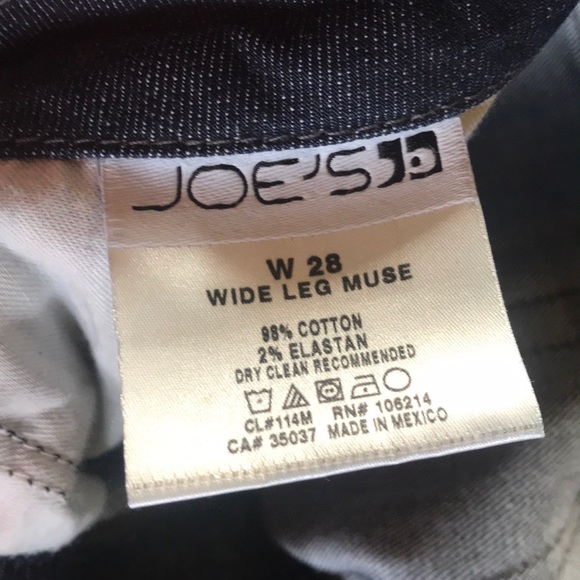 JOE'S
W 28
WIDE LEG MUSE
98% COTTON
2% ELASTAN
DRY CLEAN RECOMMENDED
CL#114M RN# 106214
CA# 35037 MADE IN MEXICO